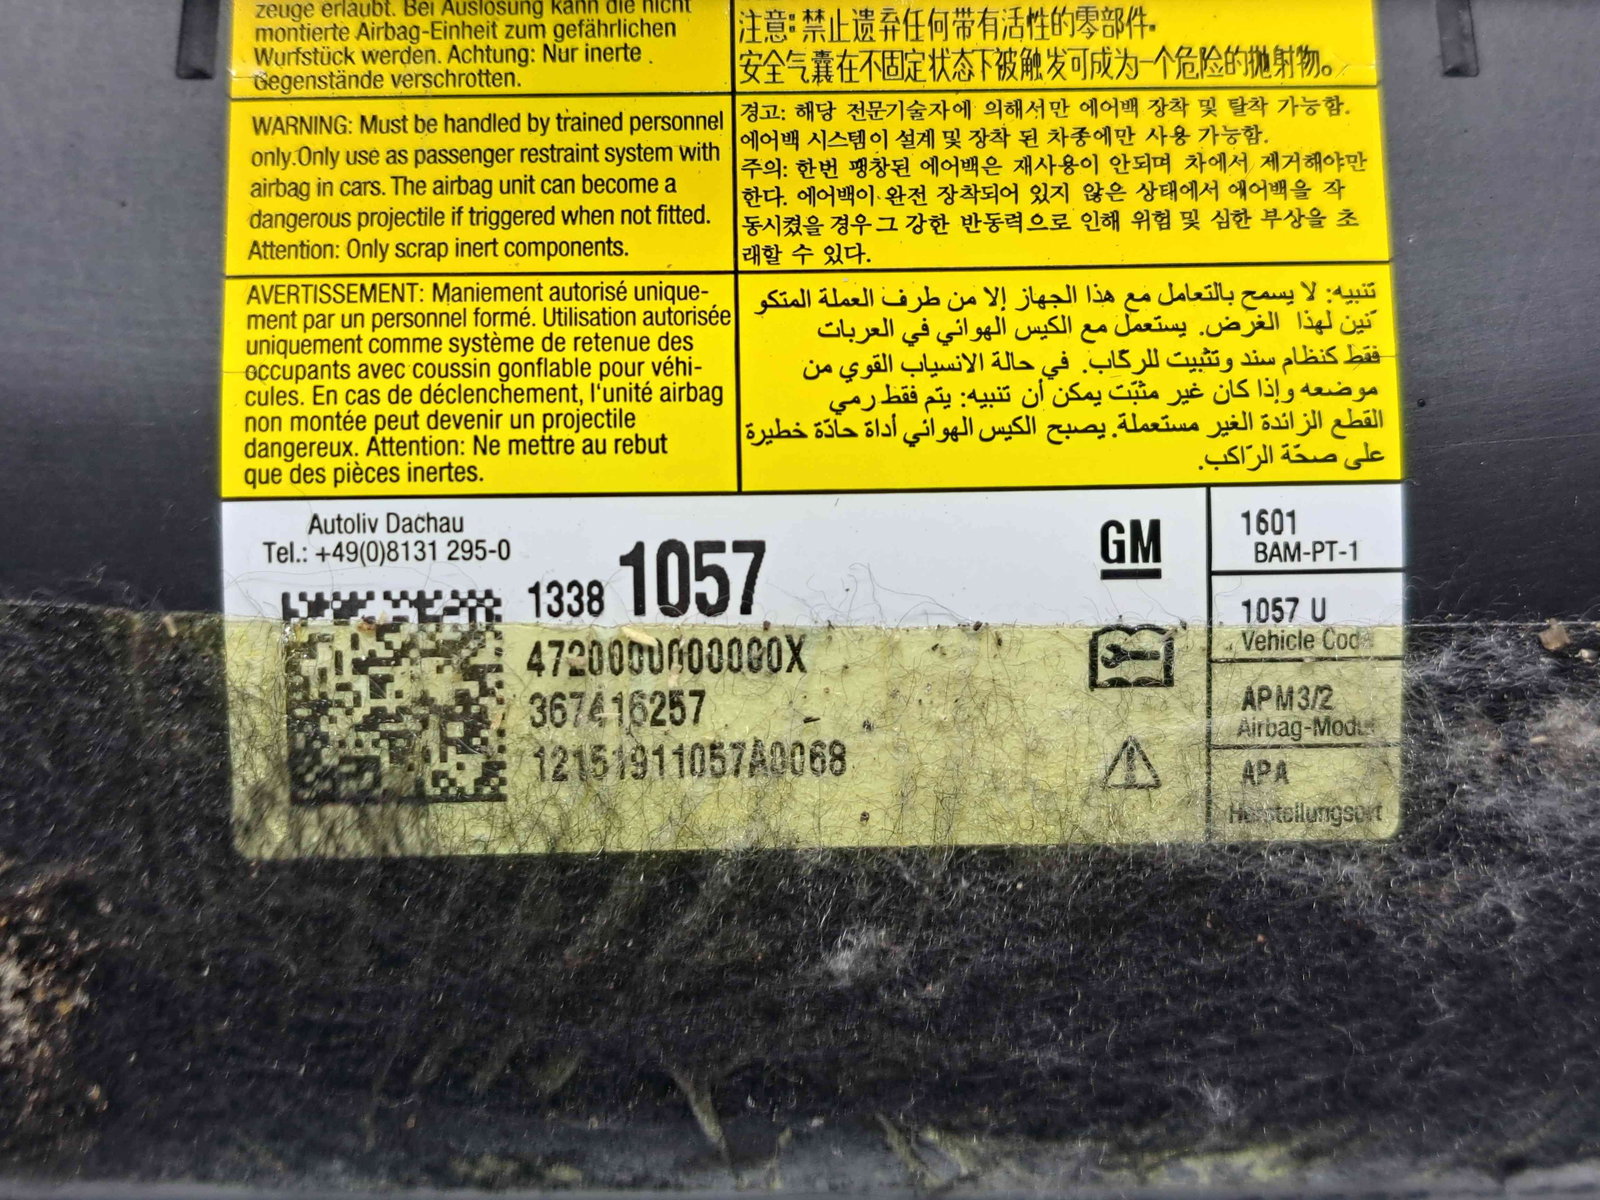 zeuge erlaubt. Bei Auslösung kann die nicht
montierte Airbag-Einheit zum gefährlichen
Wurfstück werden. Achtung: Nur inerte
Gegenstände verschrotten.
注意: 禁止遗弃任何带有活性的零部件.
安全气囊在不固定状态下被触发可成为一个危险的抛射物。
WARNING: Must be handled by trained personnel
only.Only use as passenger restraint system with
airbag in cars. The airbag unit can become a
dangerous projectile if triggered when not fitted.
Attention: Only scrap inert components.
경고: 해당 전문기술자에 의해서만 에어백 장착 및 탈착 가능함.
에어백 시스템이 설계 및 장착 된 차종에만 사용 가능함.
주의: 한번 팽창된 에어백은 재사용이 안되며 차에서 제거해야만
한다. 에어백이 완전 장착되어 있지 않은 상태에서 에어백을 작
동시켰을 경우 그 강한 반동력으로 인해 위험 및 심한 부상을 초
래할 수 있다.
AVERTISSEMENT: Maniement autorisé unique-
ment par un personnel formé. Utilisation autorisée
uniquement comme système de retenue des
occupants avec coussin gonflable pour véhi-
cules. En cas de déclenchement, l'unité airbag
non montée peut devenir un projectile
dangereux. Attention: Ne mettre au rebut
que des pièces inertes.
تنبيه: لا يسمح بالتعامل مع هذا الجهاز إلا من طرف العملة المتكو
نين لهذا الغرض. يستعمل مع الكيس الهوائي في العربات
فقط كنظام سند وتثبيت للركاب. في حالة الانسياب القوي من
موضعه وإذا كان غير مثبّت يمكن أن تنبيه: يتم فقط رمي
القطع الزائدة الغير مستعملة. يصبح الكيس الهوائي أداة حادّة خطيرة
على صحّة الرّاكب.
Autoliv Dachau
Tel.: +49(0)8131 295-0
1338 1057
4720000000000X
367416257
12151911057A0068
GM
1601
BAM-PT-1
1057 U
Vehicle Code
APM3/2
Airbag-Modul
APA
Herstellungsort